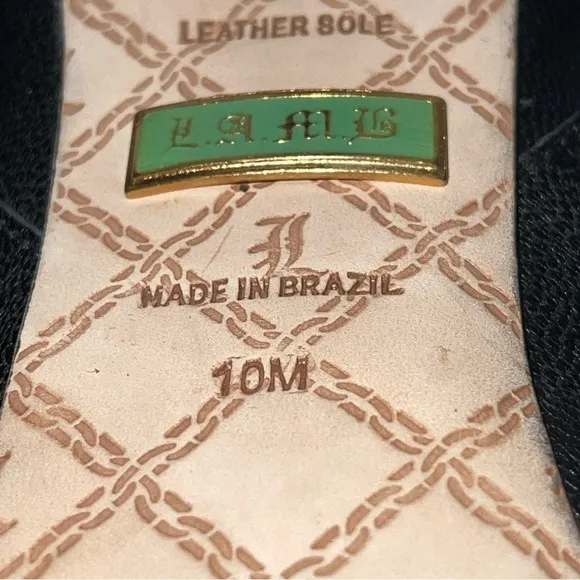 LEATHER SOLE
L.A.M.B
L
MADE IN BRAZIL
10M